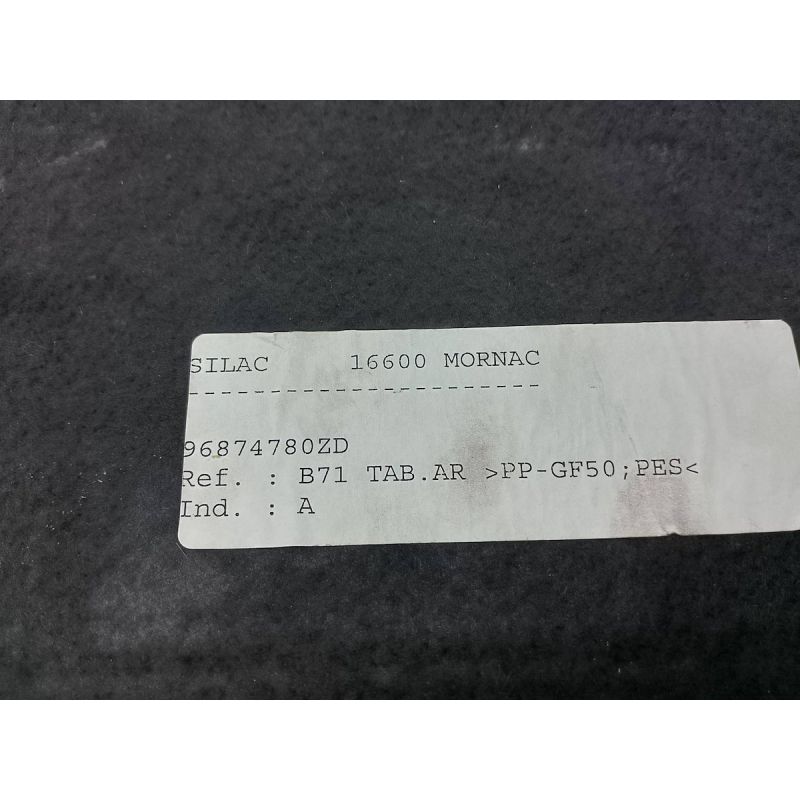 SILAC 16600 MORNAC
----------------------
96874780ZD
Ref. : B71 TAB.AR >PP-GF50;PES<
Ind. : A